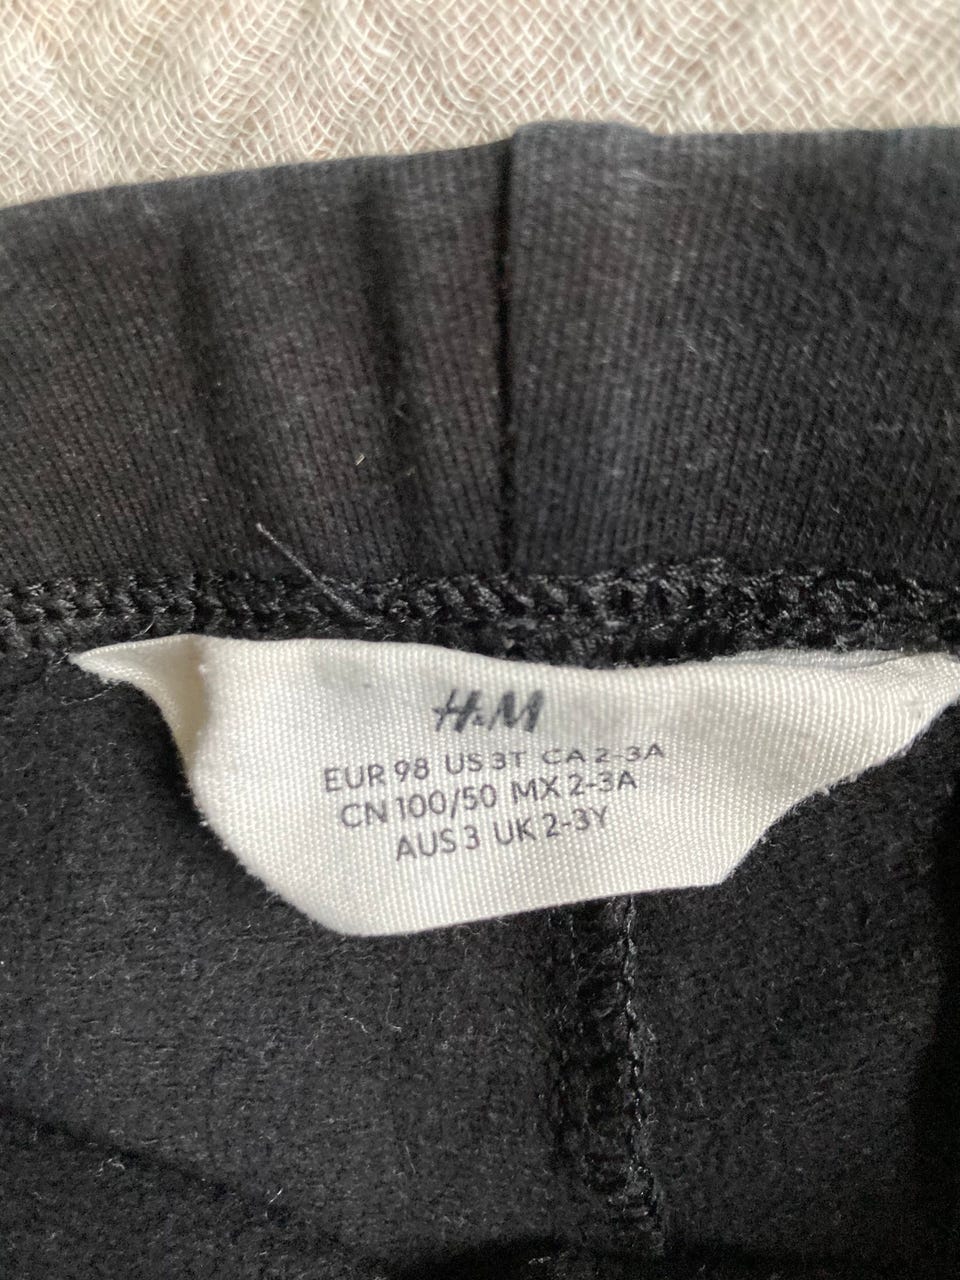 H&M
EUR 98 US 3T CA 2-3A
CN 100/50 MX 2-3A
AUS 3 UK 2-3Y